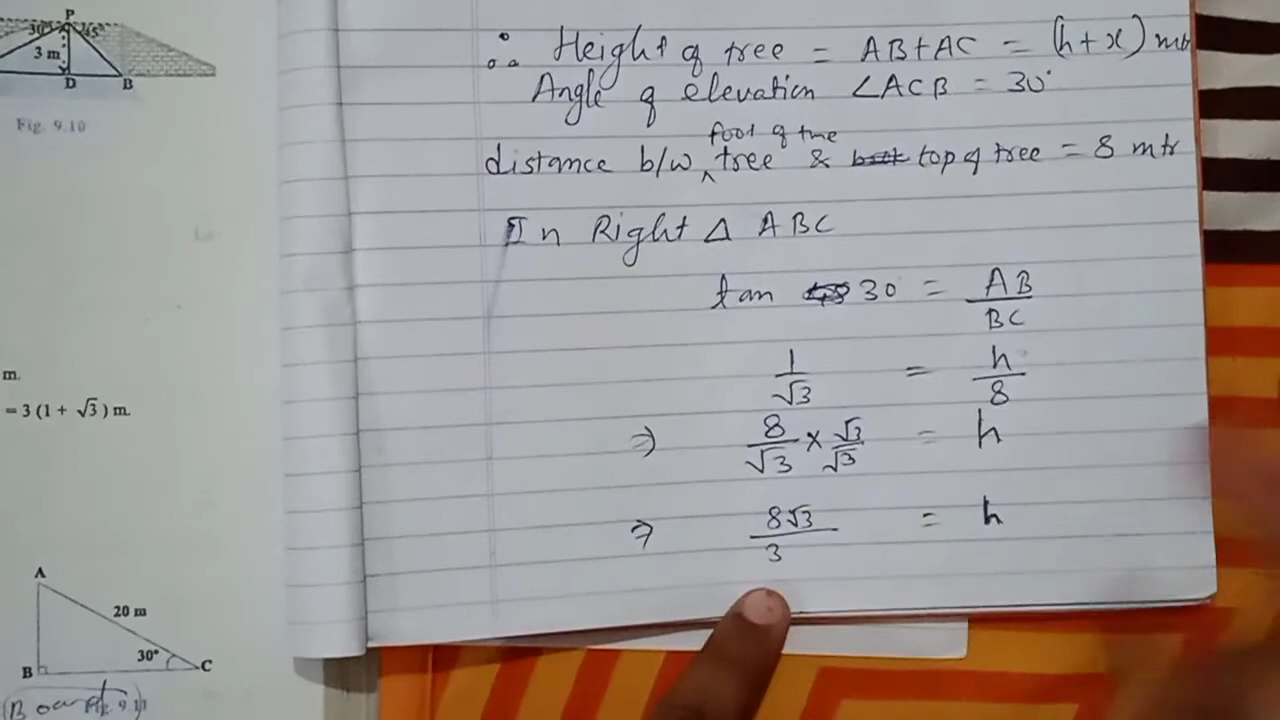 P
30° 45°
3 m
D B
Fig. 9.10
m.
= 3 (1 + √3) m.
A
20 m
30°
B C
Fig. 9.11
∴ Height of tree = AB+AC = (h+x) mtr
Angle of elevation ∠ACB = 30°
foot of tree
distance b/w ^ tree & top of tree = 8 mtr
In Right Δ ABC
tan 30 = AB/BC
1/√3 = h/8
⇒ 8/√3 × √3/√3 = h
⇒ 8√3/3 = h